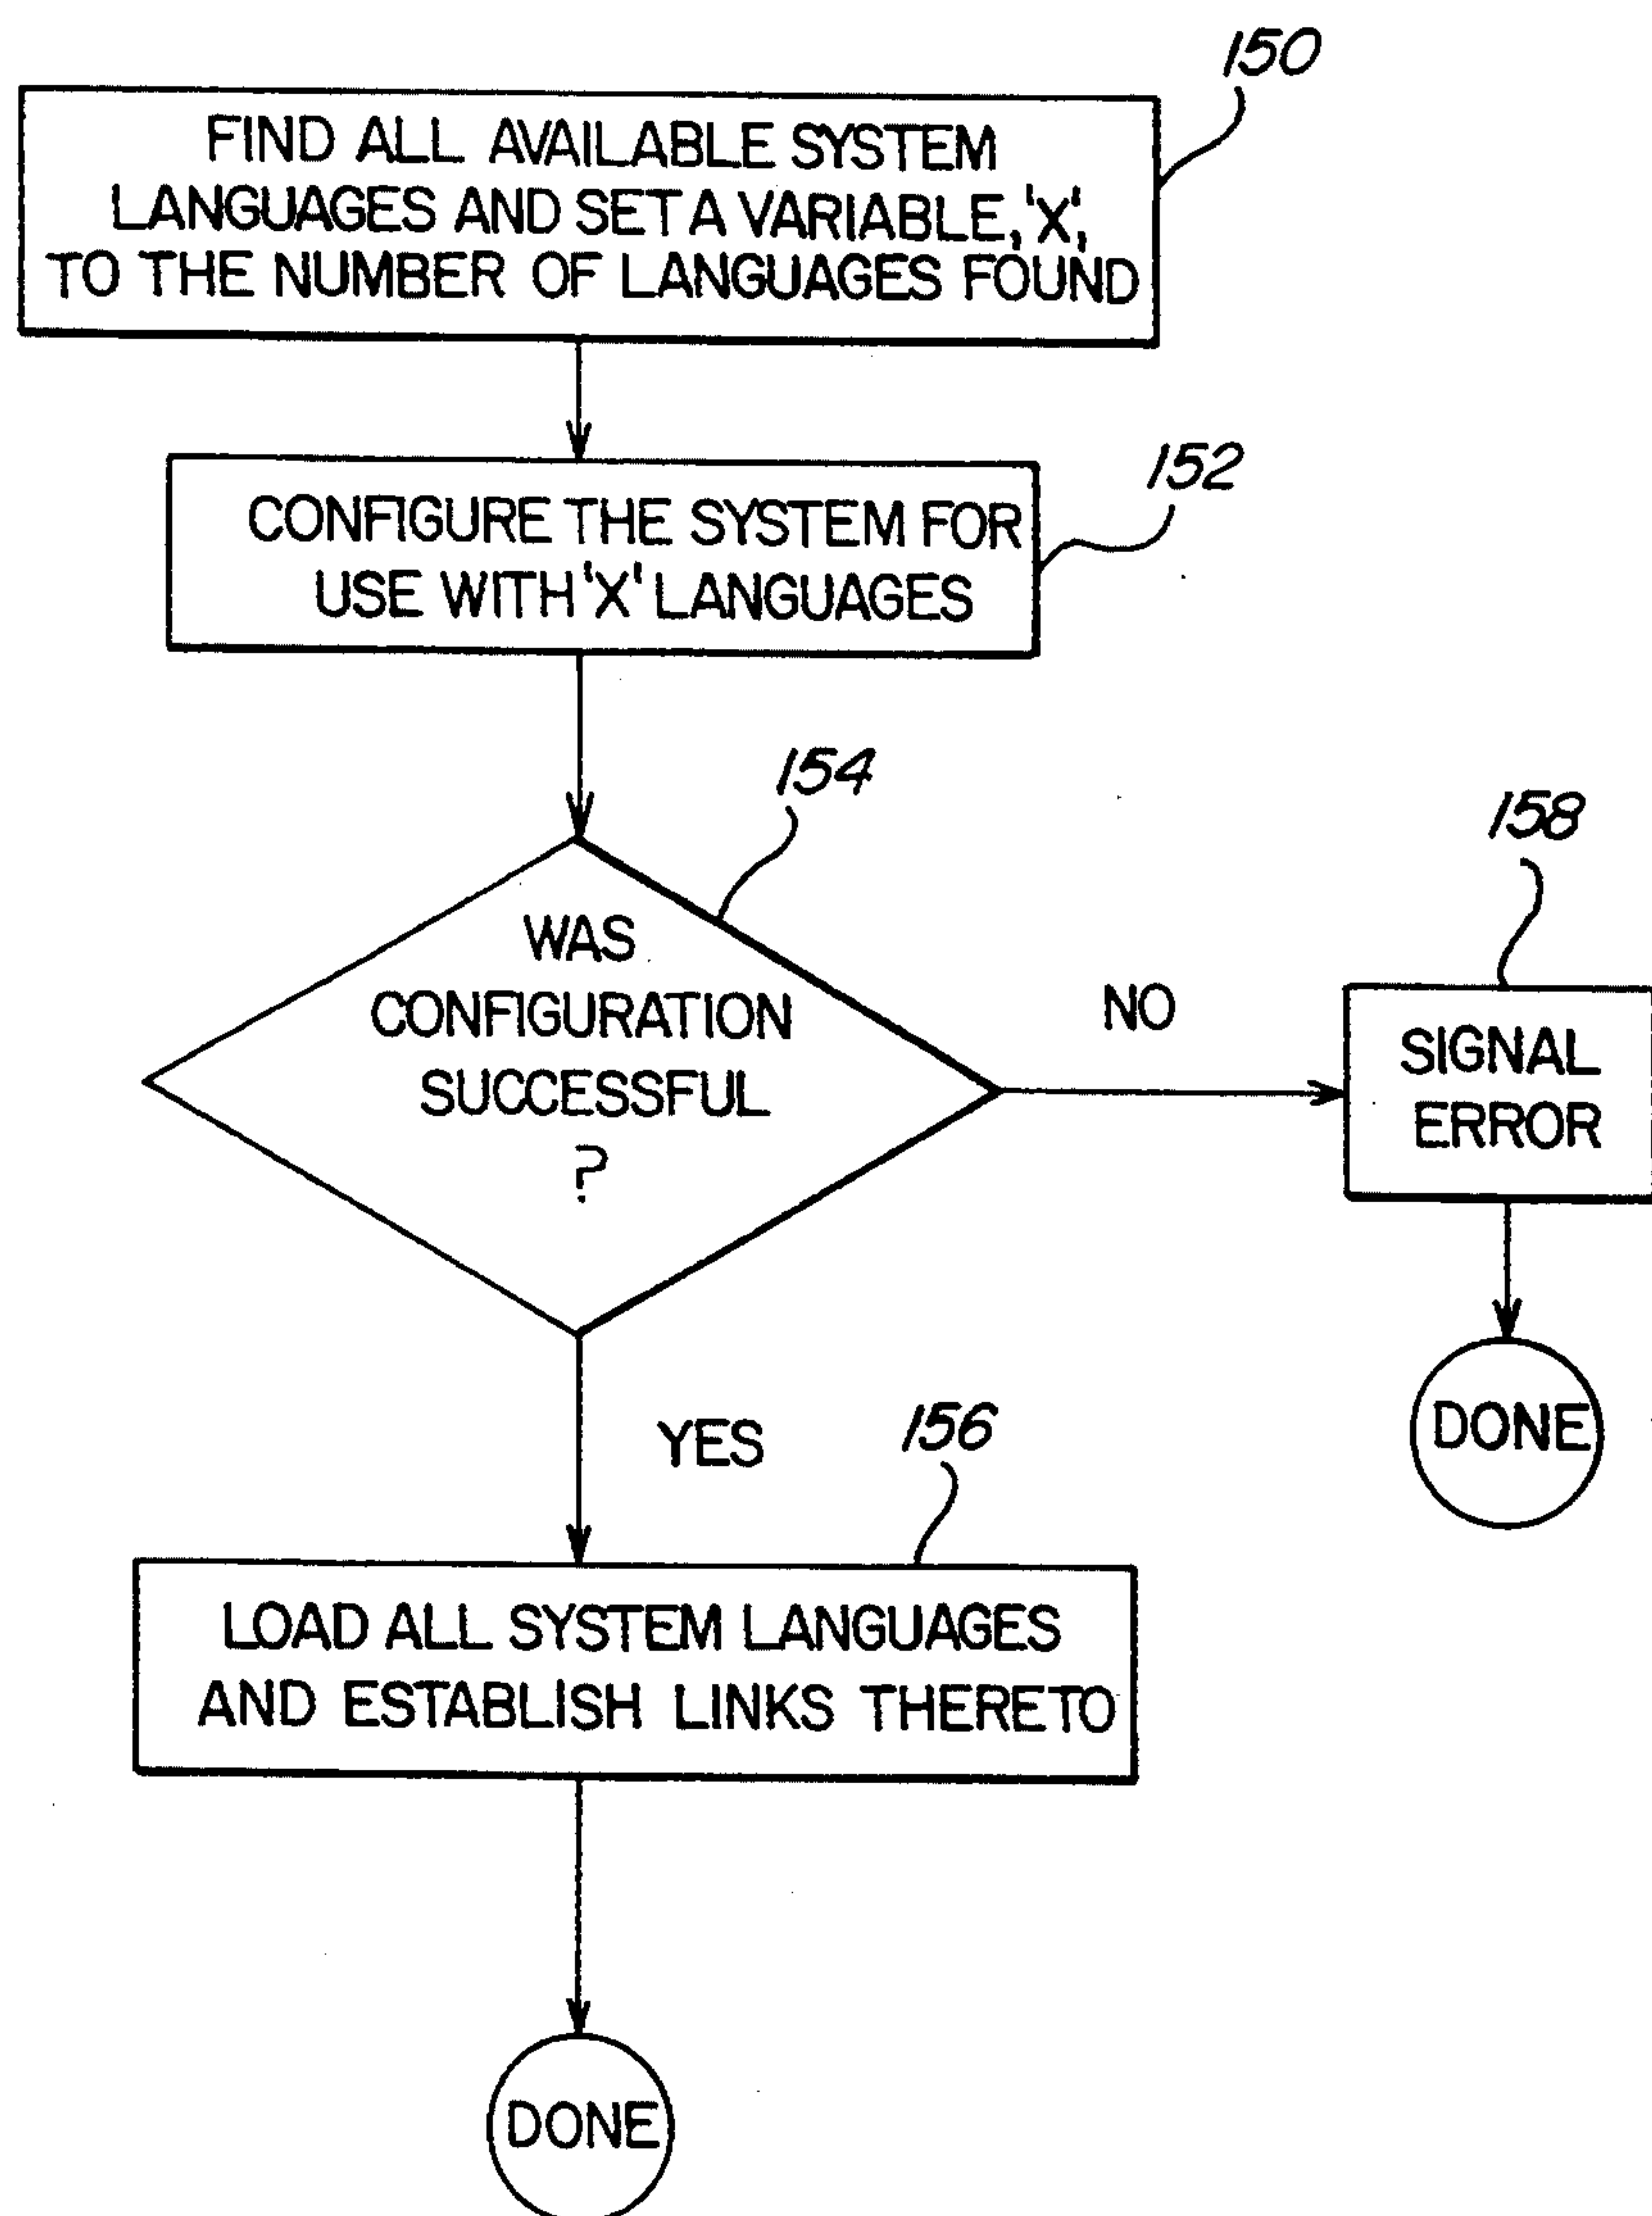 150
FIND ALL AVAILABLE SYSTEM
LANGUAGES AND SET A VARIABLE, 'X',
TO THE NUMBER OF LANGUAGES FOUND
152
CONFIGURE THE SYSTEM FOR
USE WITH 'X' LANGUAGES
154
WAS
CONFIGURATION
SUCCESSFUL
?
NO
158
SIGNAL
ERROR
DONE
YES
156
LOAD ALL SYSTEM LANGUAGES
AND ESTABLISH LINKS THERETO
DONE